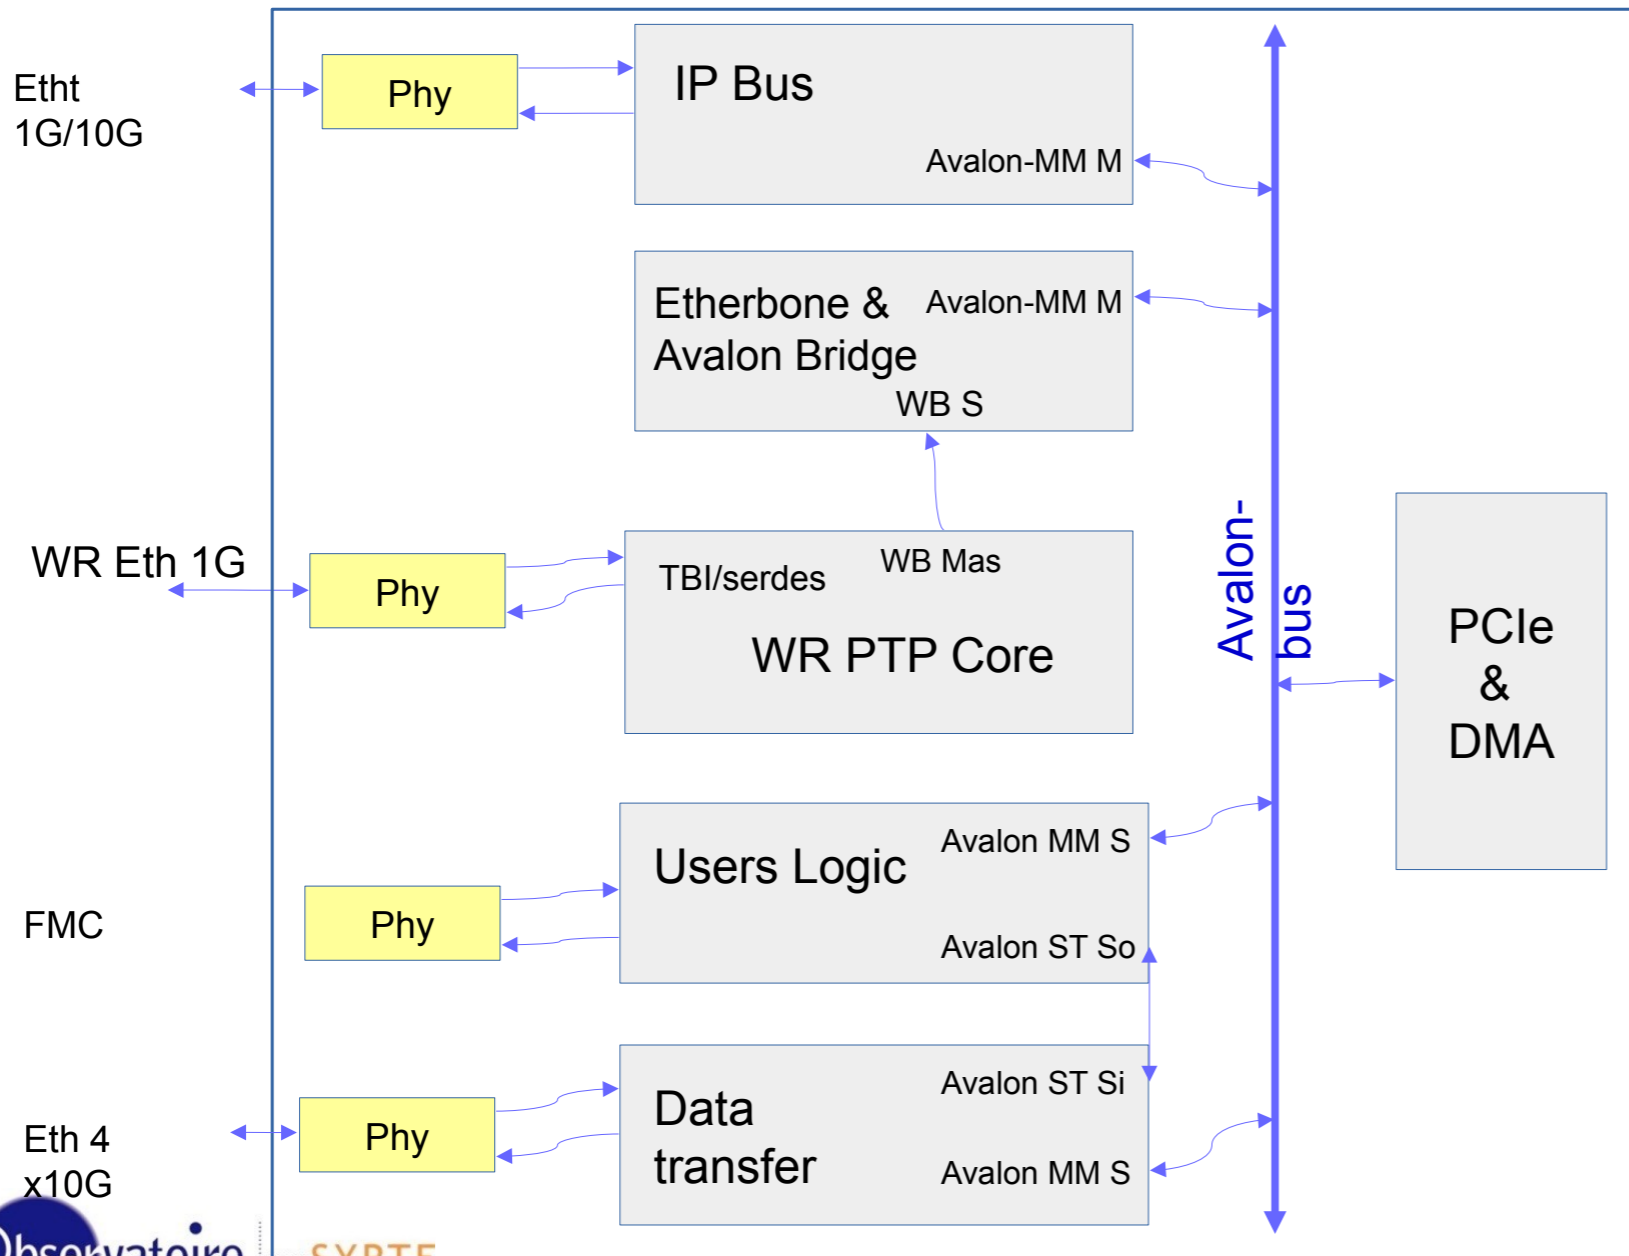 Etht
1G/10G
Phy
IP Bus
Avalon-MM M
Etherbone &
Avalon Bridge
Avalon-MM M
WB S
WR Eth 1G
Phy
TBI/serdes
WB Mas
WR PTP Core
Avalon-
bus
PCIe
&
DMA
FMC
Phy
Users Logic
Avalon MM S
Avalon ST So
Eth 4
x10G
Phy
Data
transfer
Avalon ST Si
Avalon MM S
Observatoire
SYRTE